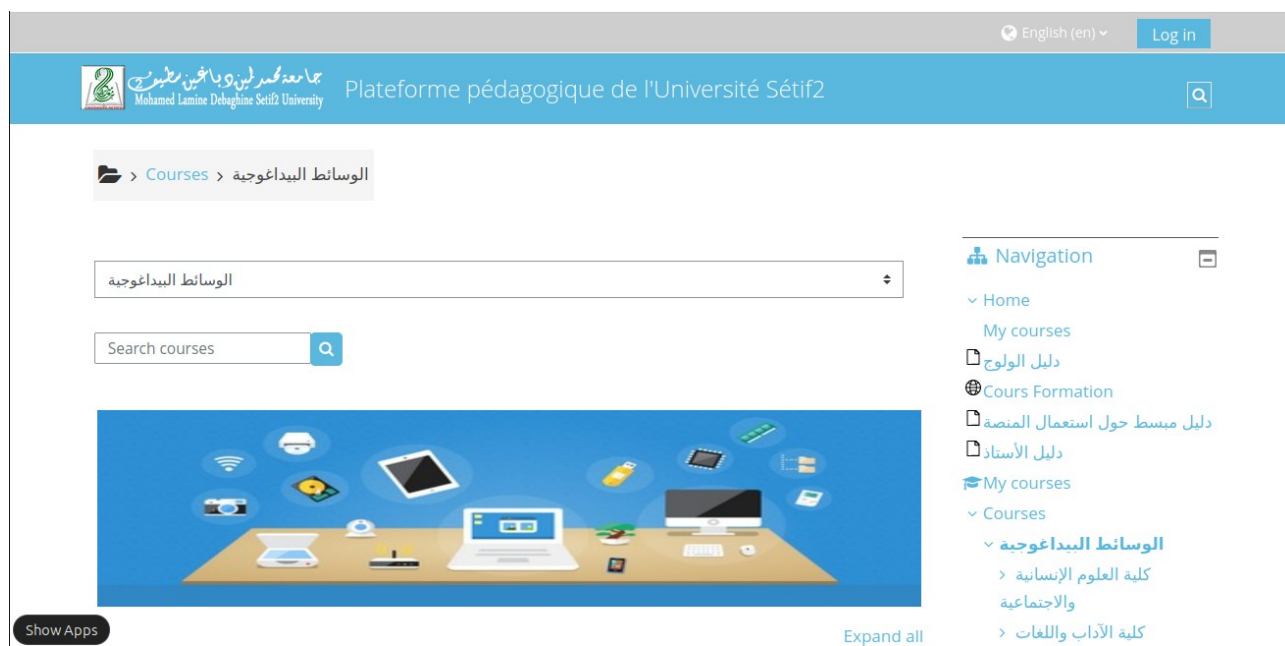 English (en)
Log in
جامعة محمد لمين دباغين سطيف2
Mohamed Lamine Debaghine Setif2 University
Plateforme pédagogique de l'Université Sétif2
الوسائط البيداغوجية > Courses >
الوسائط البيداغوجية
Search courses
Expand all
Navigation
Home
My courses
دليل الولوج
Cours Formation
دليل مبسط حول استعمال المنصة
دليل الأستاذ
My courses
Courses
الوسائط البيداغوجية
كلية العلوم الإنسانية
والاجتماعية
كلية الآداب واللغات
Show Apps